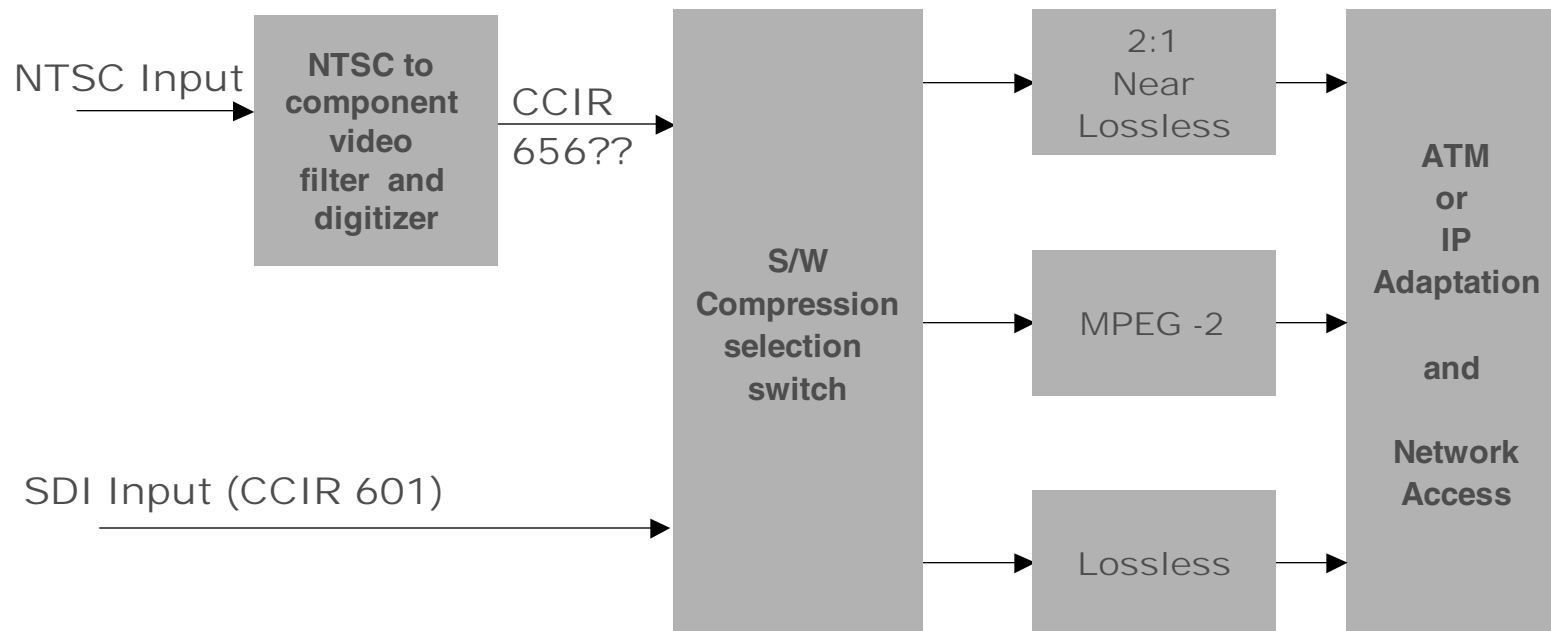 NTSC Input
NTSC to
component
video
filter and
digitizer
CCIR
656??
SDI Input (CCIR 601)
S/W
Compression
selection
switch
2:1
Near
Lossless
MPEG -2
Lossless
ATM
or
IP
Adaptation
and
Network
Access